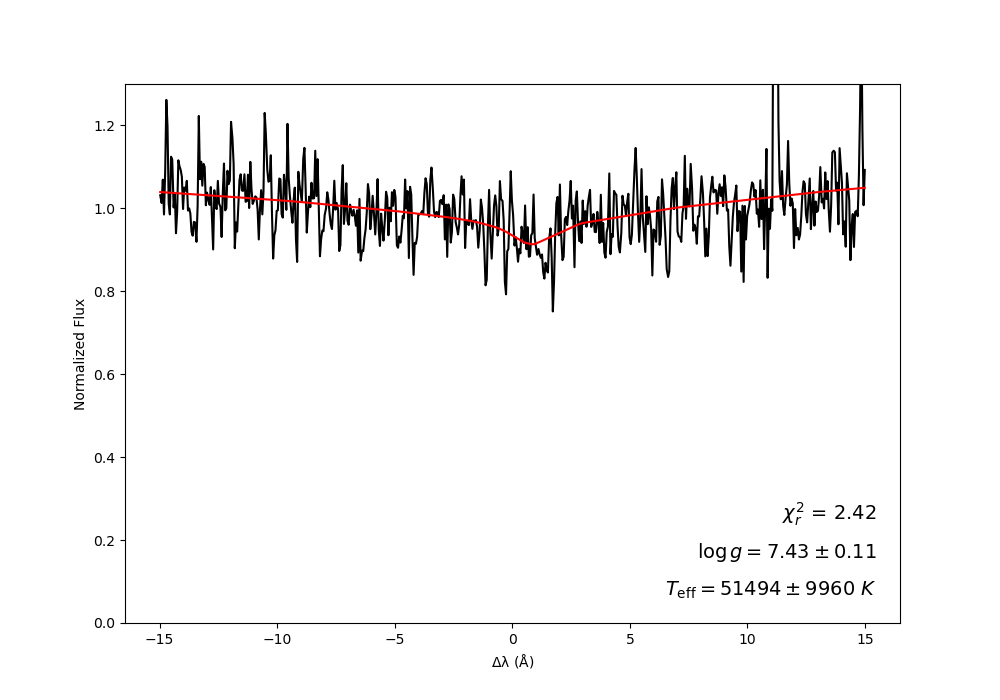 1.2
1.0
0.8
0.6
0.4
0.2
0.0
Normalized Flux
χ²ᵣ = 2.42
log g = 7.43 ± 0.11
T_eff = 51494 ± 9960 K
−15 −10 −5 0 5 10 15
Δλ (Å)